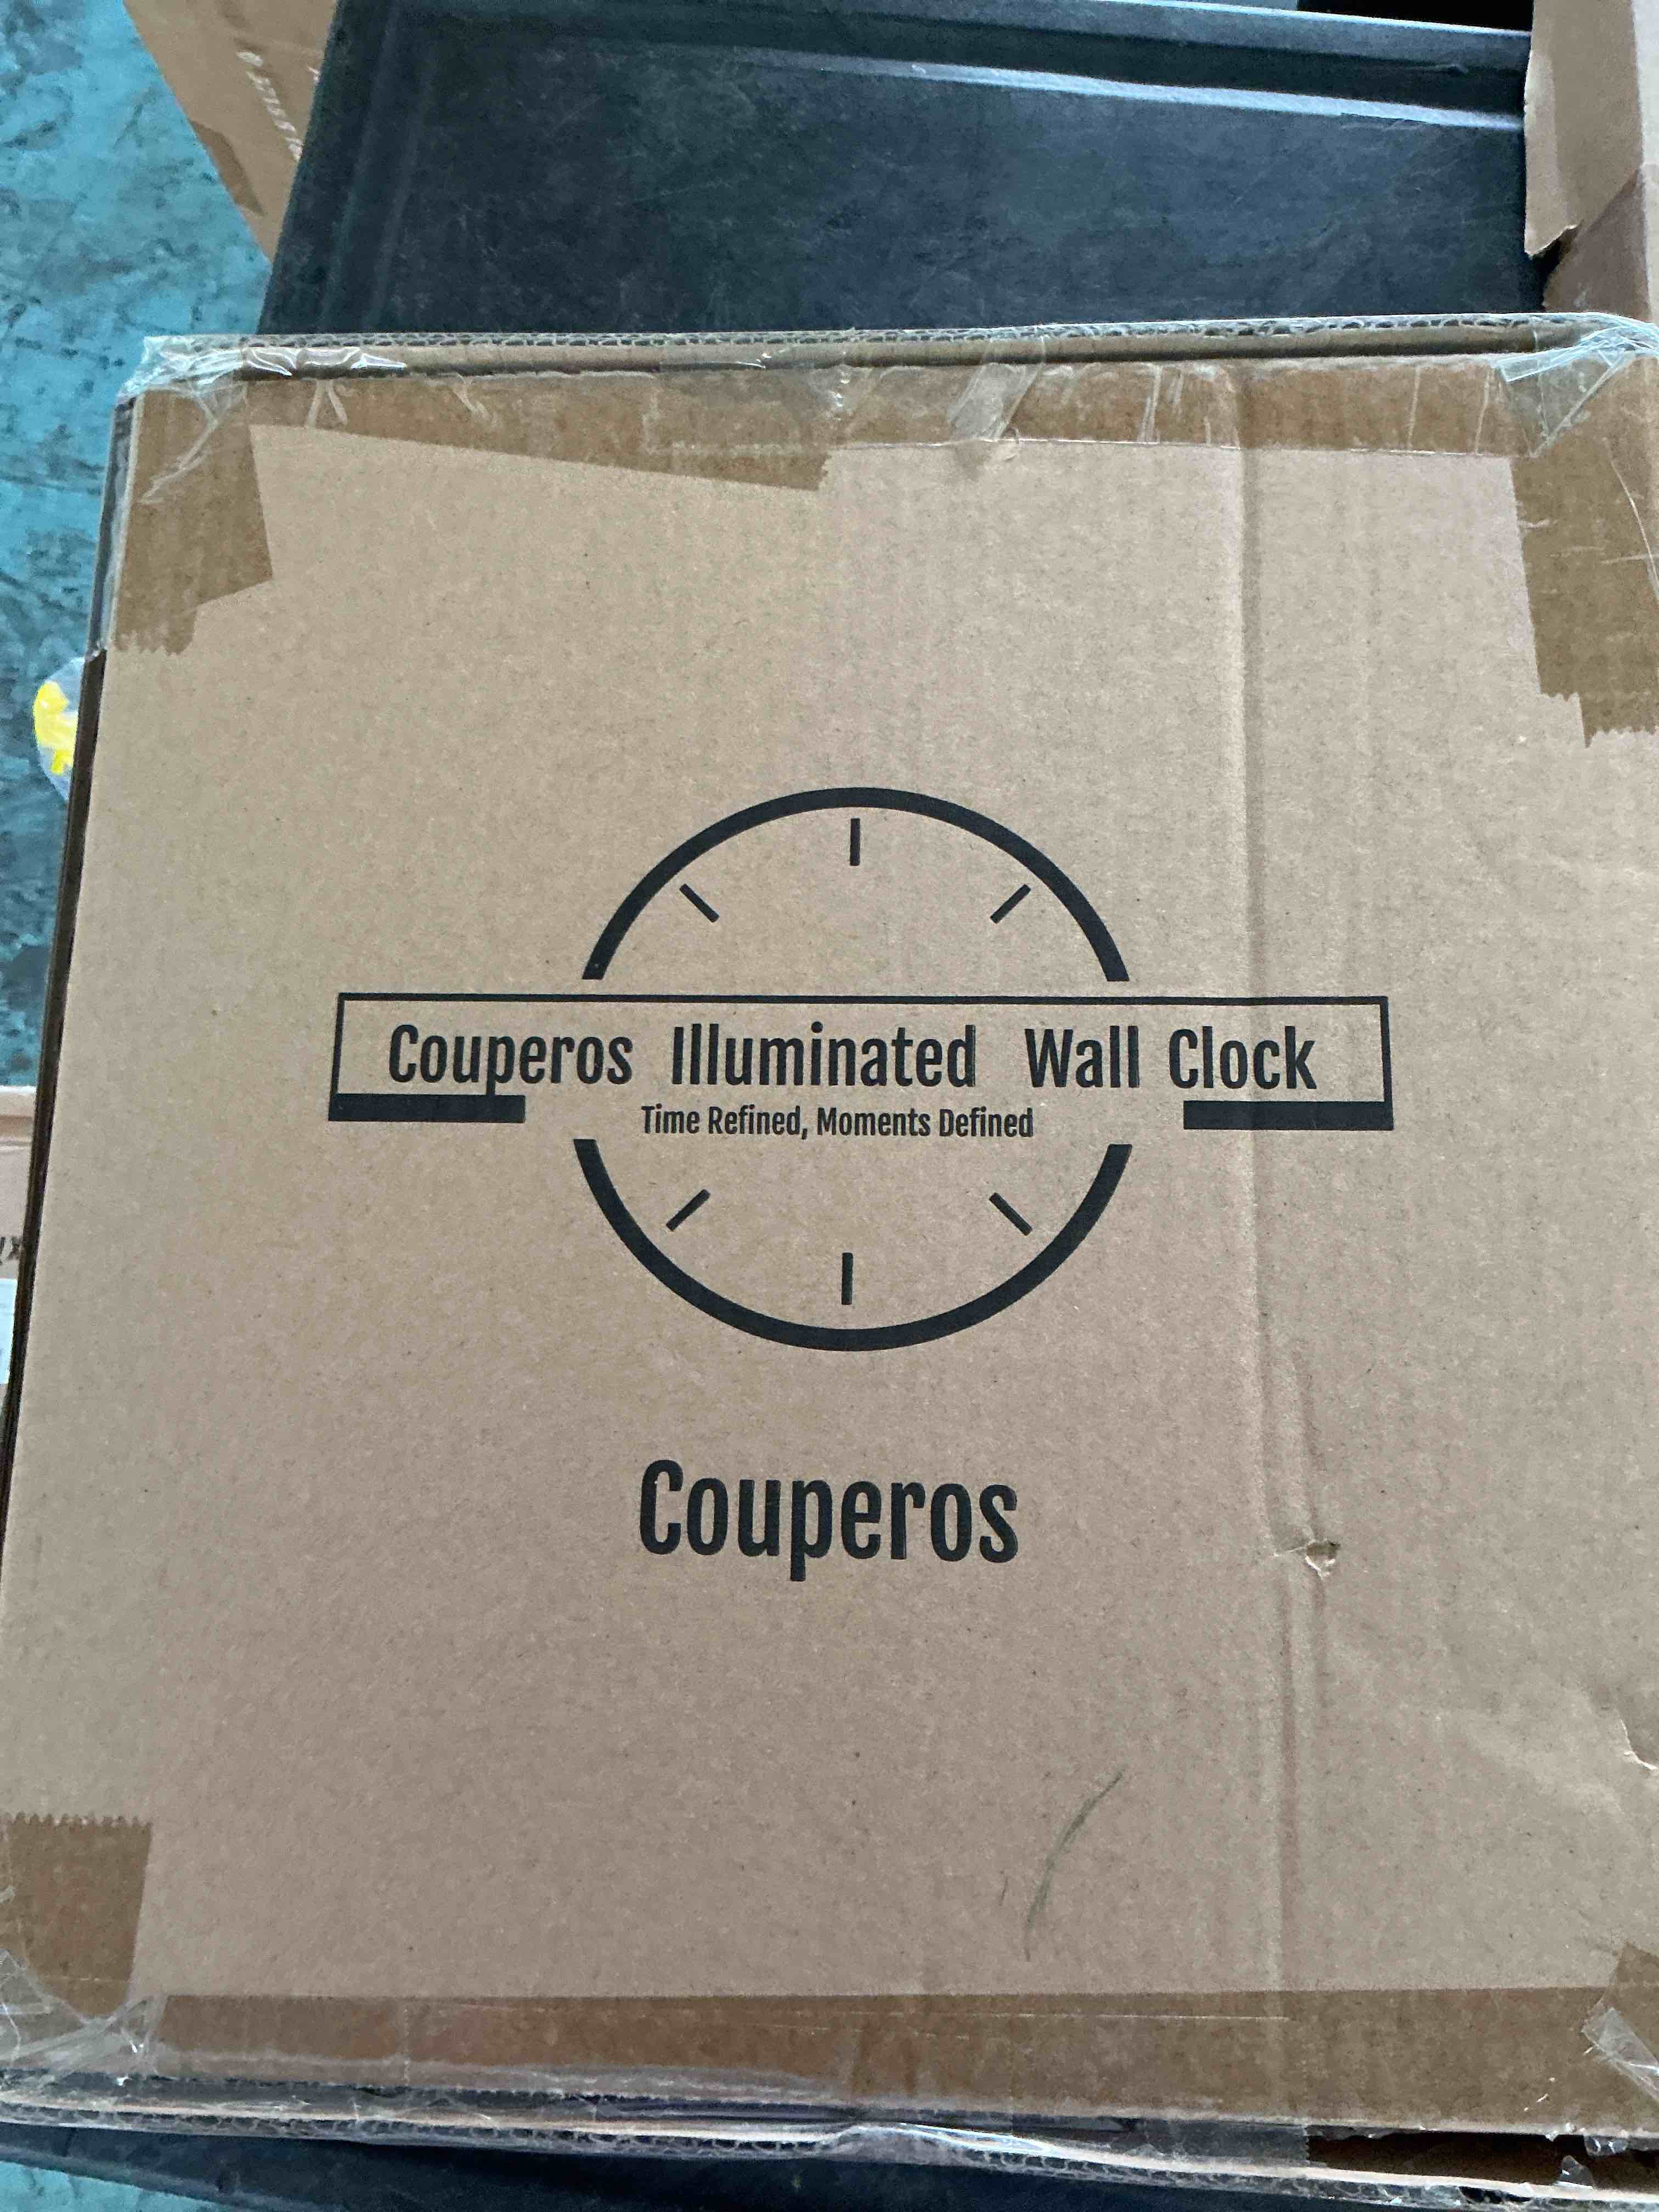 Couperos Illuminated Wall Clock
Time Refined, Moments Defined
Couperos